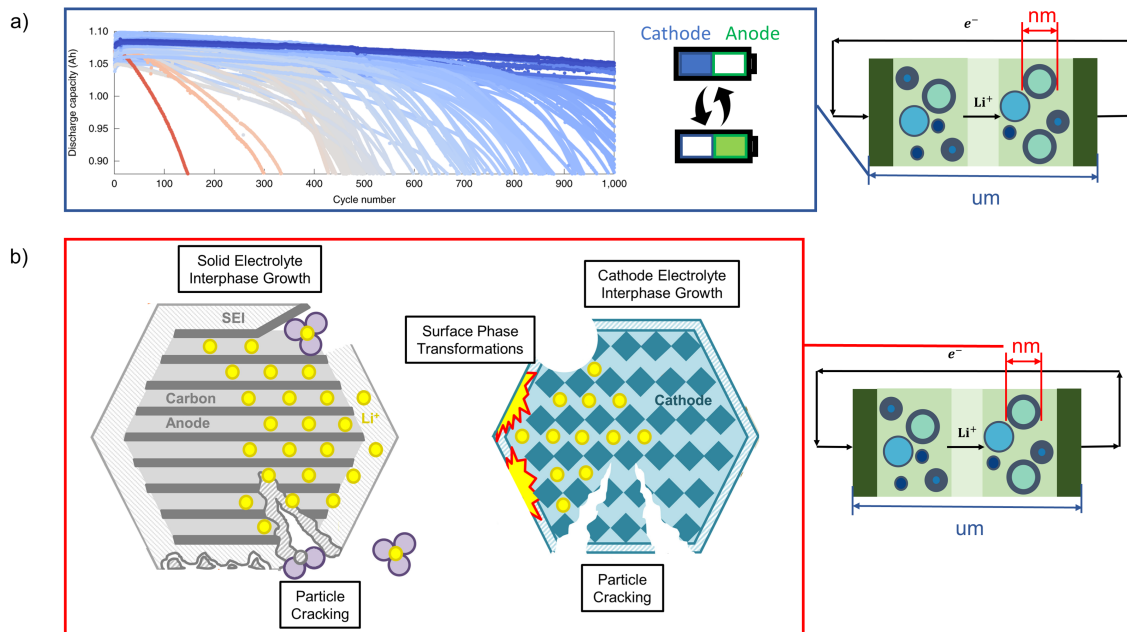 a)
Discharge capacity (Ah)
1.10
1.05
1.00
0.95
0.90
0 100 200 300 400 500 600 700 800 900 1,000
Cycle number
Cathode Anode
e⁻
nm
Li⁺
um
b)
Solid Electrolyte
Interphase Growth
SEI
Carbon
Anode
Li⁺
Particle
Cracking
Cathode Electrolyte
Interphase Growth
Surface Phase
Transformations
Cathode
Particle
Cracking
e⁻
nm
Li⁺
um